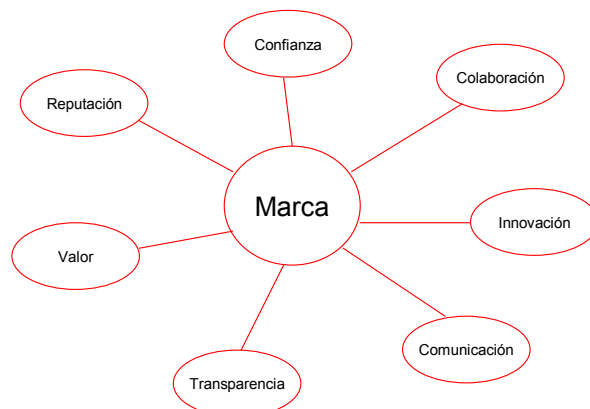 Confianza
Colaboración
Reputación
Marca
Innovación
Valor
Comunicación
Transparencia